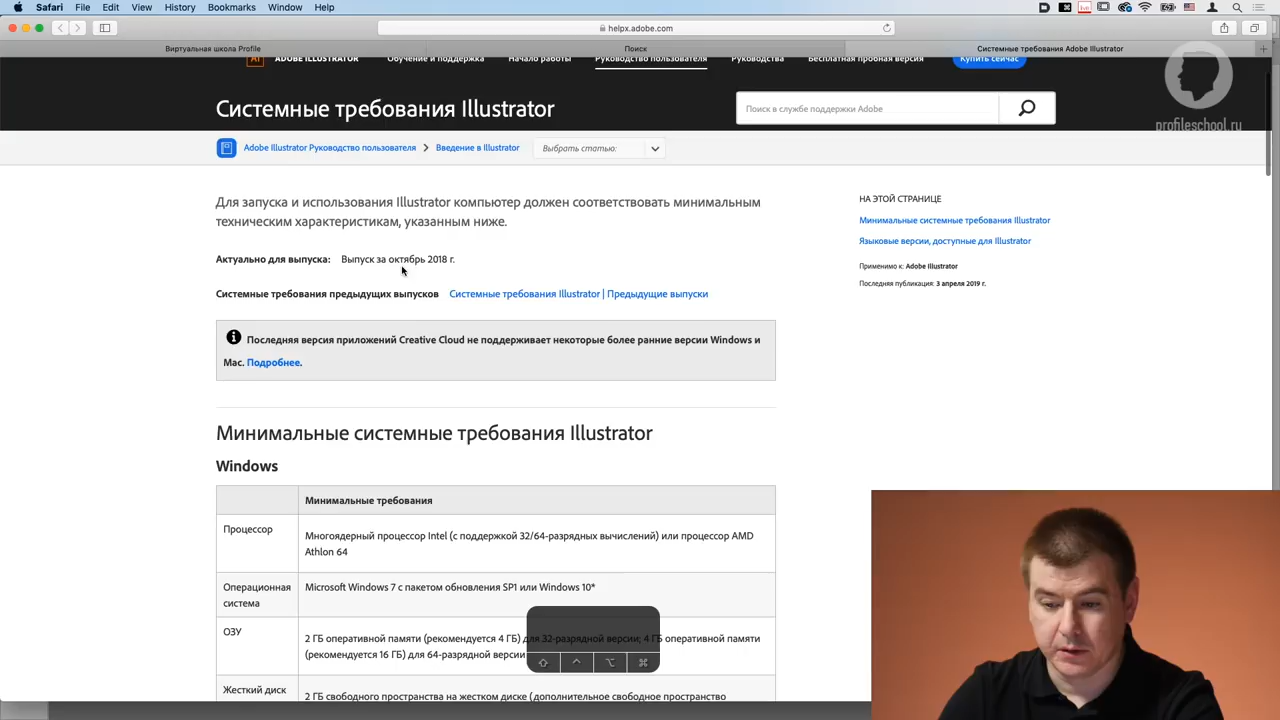 Safari File Edit View History Bookmarks Window Help
helpx.adobe.com
Виртуальная школа Profile
Поиск
Системные требования Adobe Illustrator
Ai ADOBE ILLUSTRATOR Обучение и поддержка Начало работы Руководство пользователя Руководства Бесплатная пробная версия Купить сейчас
Системные требования Illustrator
Поиск в службе поддержки Adobe
profileschool.ru
Adobe Illustrator Руководство пользователя Введение в Illustrator Выбрать статью:
Для запуска и использования Illustrator компьютер должен соответствовать минимальным
техническим характеристикам, указанным ниже.
Актуально для выпуска: Выпуск за октябрь 2018 г.
Системные требования предыдущих выпусков Системные требования Illustrator | Предыдущие выпуски
Последняя версия приложений Creative Cloud не поддерживает некоторые более ранние версии Windows и
Mac. Подробнее.
НА ЭТОЙ СТРАНИЦЕ
Минимальные системные требования Illustrator
Языковые версии, доступные для Illustrator
Применимо к: Adobe Illustrator
Последняя публикация: 3 апреля 2019 г.
Минимальные системные требования Illustrator
Windows
Минимальные требования
Процессор
Многоядерный процессор Intel (с поддержкой 32/64-разрядных вычислений) или процессор AMD
Athlon 64
Операционная
система
Microsoft Windows 7 с пакетом обновления SP1 или Windows 10*
ОЗУ
2 ГБ оперативной памяти (рекомендуется 4 ГБ) для 32-разрядной версии; 4 ГБ оперативной памяти
(рекомендуется 16 ГБ) для 64-разрядной версии
Жесткий диск
2 ГБ свободного пространства на жестком диске (дополнительное свободное пространство